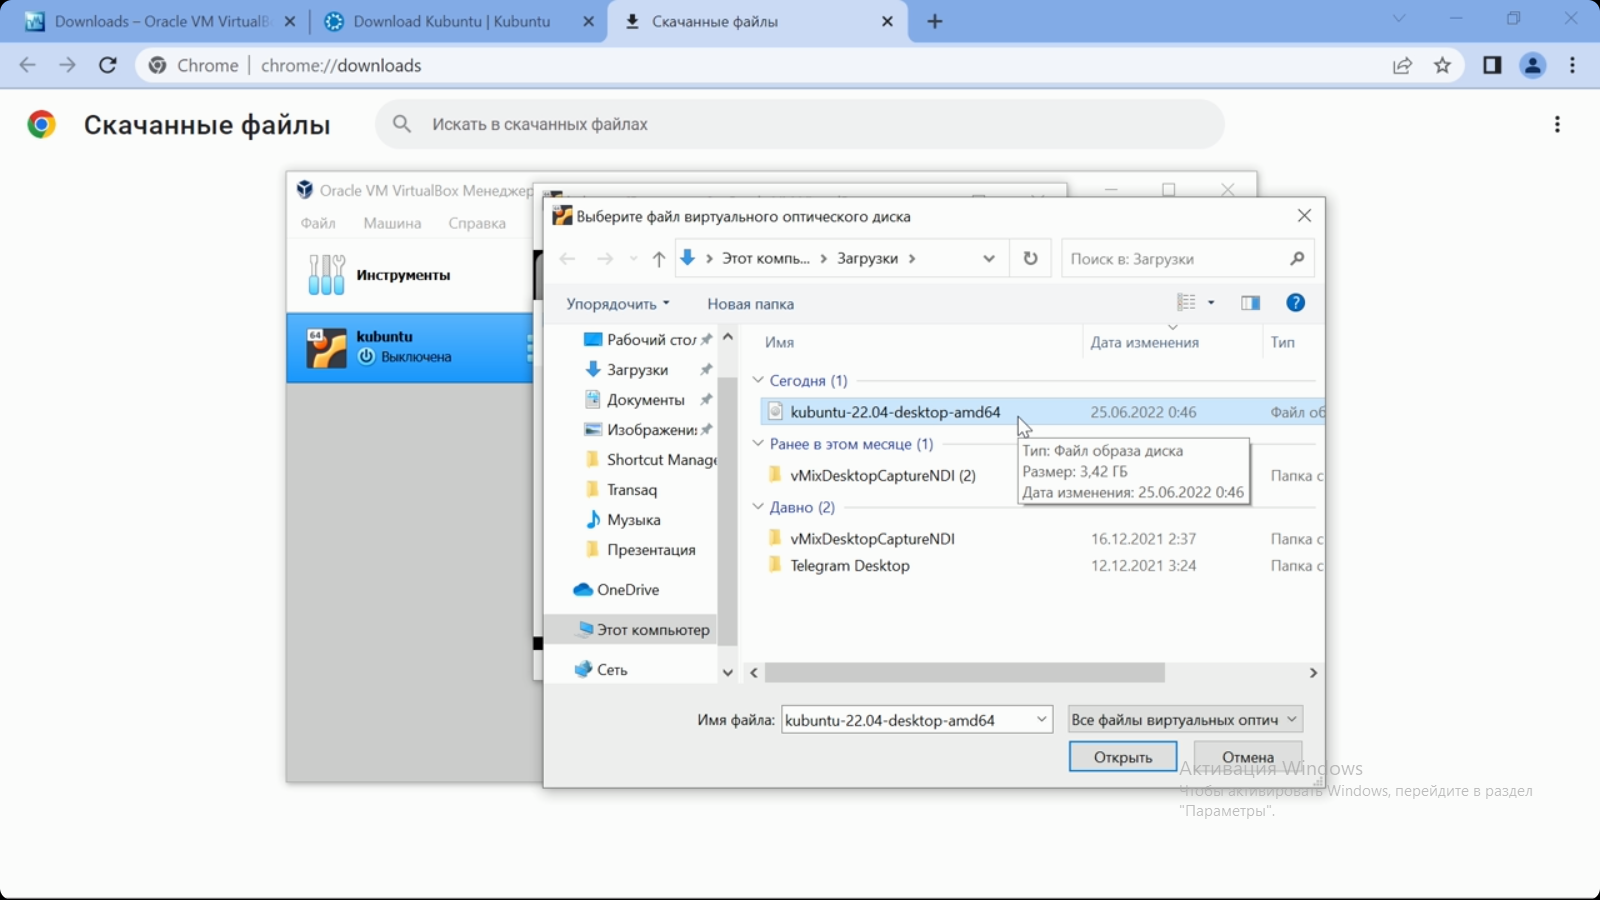 Downloads – Oracle VM VirtualB
Download Kubuntu | Kubuntu
Скачанные файлы
Chrome | chrome://downloads
Скачанные файлы
Искать в скачанных файлах
Oracle VM VirtualBox Менеджер
Файл Машина Справка
Инструменты
64
kubuntu
Выключена
Выберите файл виртуального оптического диска
Этот компь... > Загрузки >
Поиск в: Загрузки
Упорядочить
Новая папка
Рабочий стол
Загрузки
Документы
Изображени
Shortcut Manage
Transaq
Музыка
Презентация
OneDrive
Этот компьютер
Сеть
Имя
Дата изменения
Тип
Сегодня (1)
kubuntu-22.04-desktop-amd64 25.06.2022 0:46 Файл об
Ранее в этом месяце (1)
vMixDesktopCaptureNDI (2) Папка с
Тип: Файл образа диска
Размер: 3,42 ГБ
Дата изменения: 25.06.2022 0:46
Давно (2)
vMixDesktopCaptureNDI 16.12.2021 2:37 Папка с
Telegram Desktop 12.12.2021 3:24 Папка с
Имя файла: kubuntu-22.04-desktop-amd64
Все файлы виртуальных оптич
Открыть
Отмена
Активация Windows
Чтобы активировать Windows, перейдите в раздел
"Параметры".